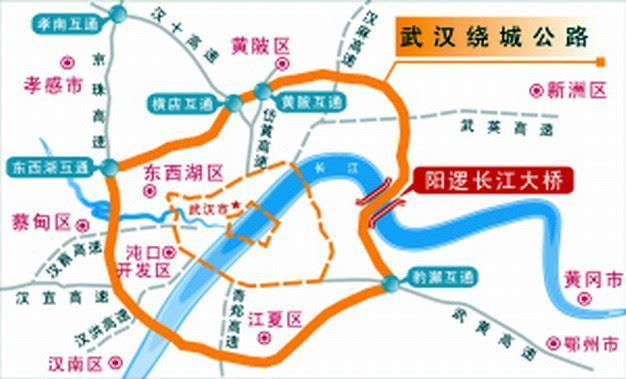 孝南互通
汉十高速
黄陂区
汉麻高速
武汉绕城公路
京珠高速
孝感市
横店互通
黄陂互通
新洲区
岱黄高速
武英高速
东西湖互通
东西湖区
长江
阳逻长江大桥
武汉市
蔡甸区
沌口
开发区
汉蔡高速
豹澥互通
黄冈市
汉宜高速
汉洪高速
青郑高速
江夏区
武黄高速
鄂州市
汉南区